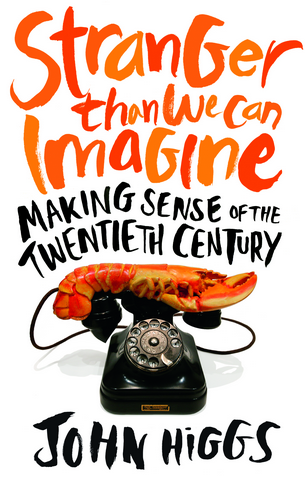 StranGer
than We can
ImaGine
MAKiNG SENSE OF THE
TWENTIETH CENTURY
JOHN HiGGS